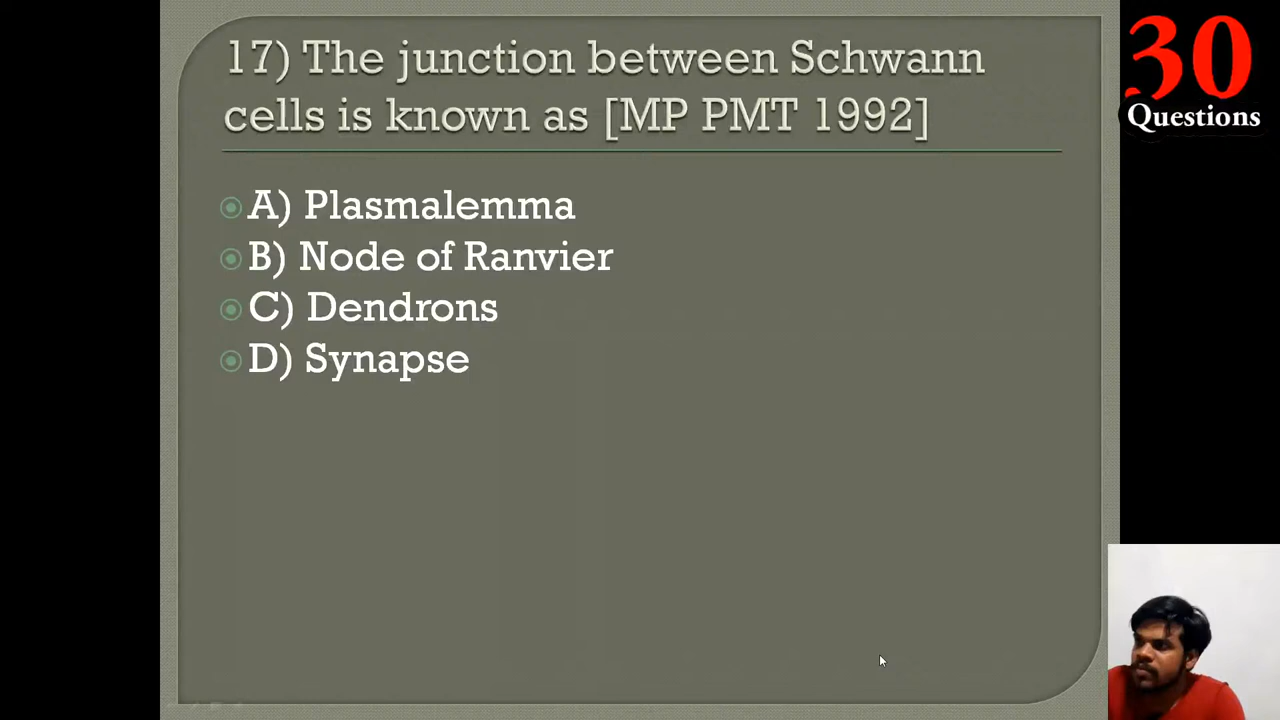 17) The junction between Schwann
cells is known as [MP PMT 1992]
A) Plasmalemma
B) Node of Ranvier
C) Dendrons
D) Synapse
30
Questions